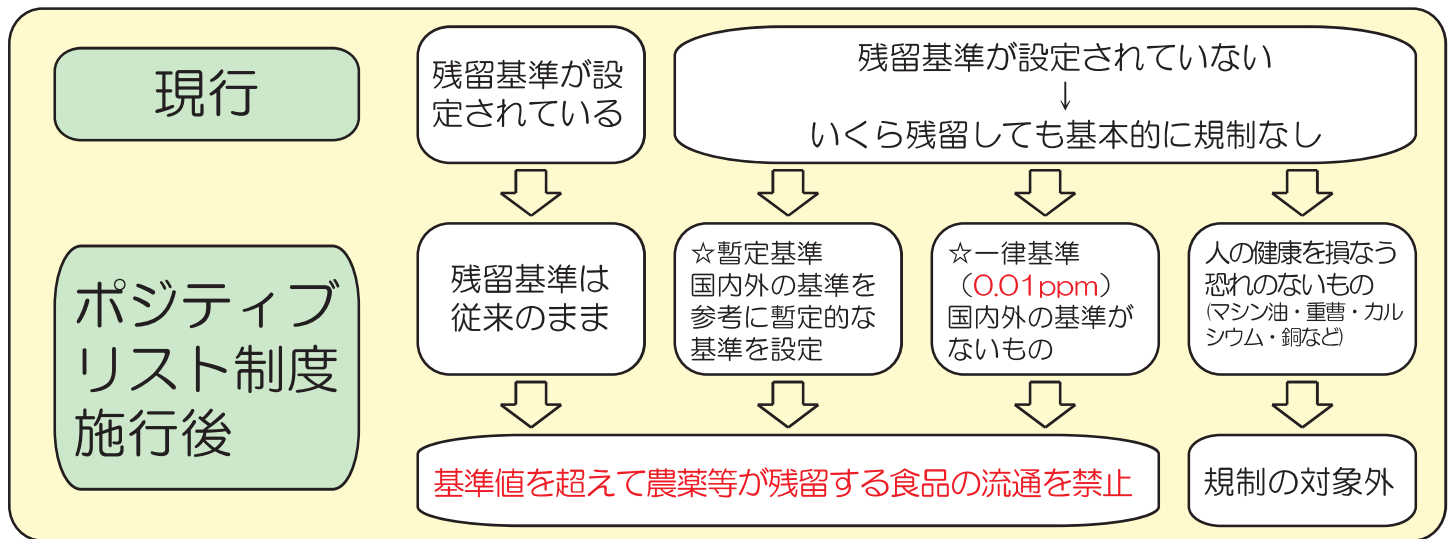 現行
残留基準が設
定されている
残留基準が設定されていない
↓
いくら残留しても基本的に規制なし
ポジティブ
リスト制度
施行後
残留基準は
従来のまま
☆暫定基準
国内外の基準を
参考に暫定的な
基準を設定
☆一律基準
（0.01ppm）
国内外の基準が
ないもの
人の健康を損なう
恐れのないもの
(マシン油・重曹・カル
シウム・銅など)
基準値を超えて農薬等が残留する食品の流通を禁止
規制の対象外